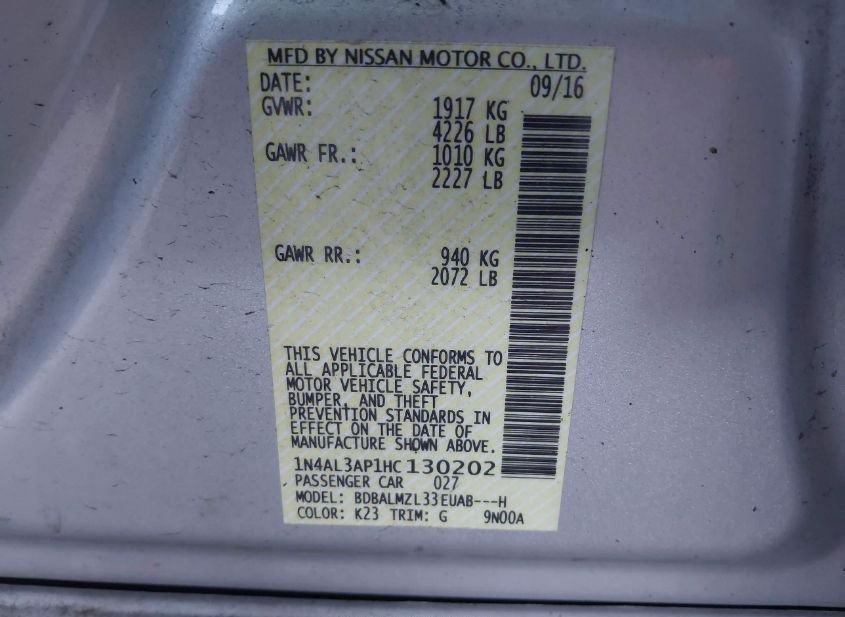 MFD BY NISSAN MOTOR CO., LTD.
DATE: 09/16
GVWR: 1917 KG
4226 LB
GAWR FR.: 1010 KG
2227 LB
GAWR RR.: 940 KG
2072 LB
THIS VEHICLE CONFORMS TO
ALL APPLICABLE FEDERAL
MOTOR VEHICLE SAFETY,
BUMPER, AND THEFT
PREVENTION STANDARDS IN
EFFECT ON THE DATE OF
MANUFACTURE SHOWN ABOVE.
1N4AL3AP1HC130202
PASSENGER CAR 027
MODEL: BDBALMZL33EUAB---H
COLOR: K23 TRIM: G 9N00A